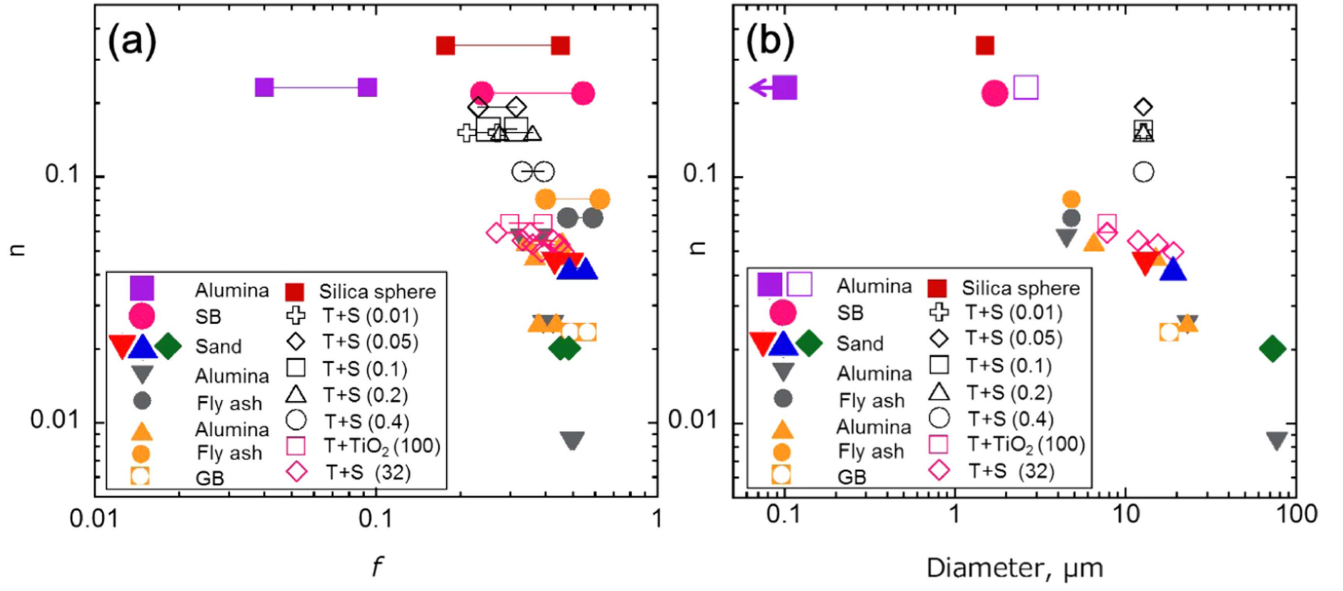 (a)
n
0.1
0.01
Alumina
SB
Sand
Alumina
Fly ash
Alumina
Fly ash
GB
Silica sphere
T+S (0.01)
T+S (0.05)
T+S (0.1)
T+S (0.2)
T+S (0.4)
T+TiO₂ (100)
T+S (32)
0.01
0.1
1
f
(b)
n
0.1
0.01
Alumina
SB
Sand
Alumina
Fly ash
Alumina
Fly ash
GB
Silica sphere
T+S (0.01)
T+S (0.05)
T+S (0.1)
T+S (0.2)
T+S (0.4)
T+TiO₂ (100)
T+S (32)
0.1
1
10
100
Diameter, μm